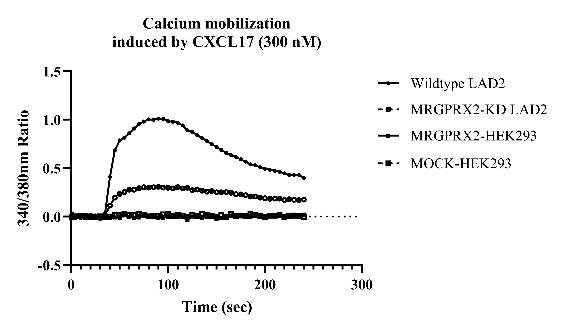 Calcium mobilization
induced by CXCL17 (300 nM)
340/380nm Ratio
1.5
1.0
0.5
0.0
-0.5
0
100
200
300
Time (sec)
Wildtype LAD2
MRGPRX2-KD LAD2
MRGPRX2-HEK293
MOCK-HEK293